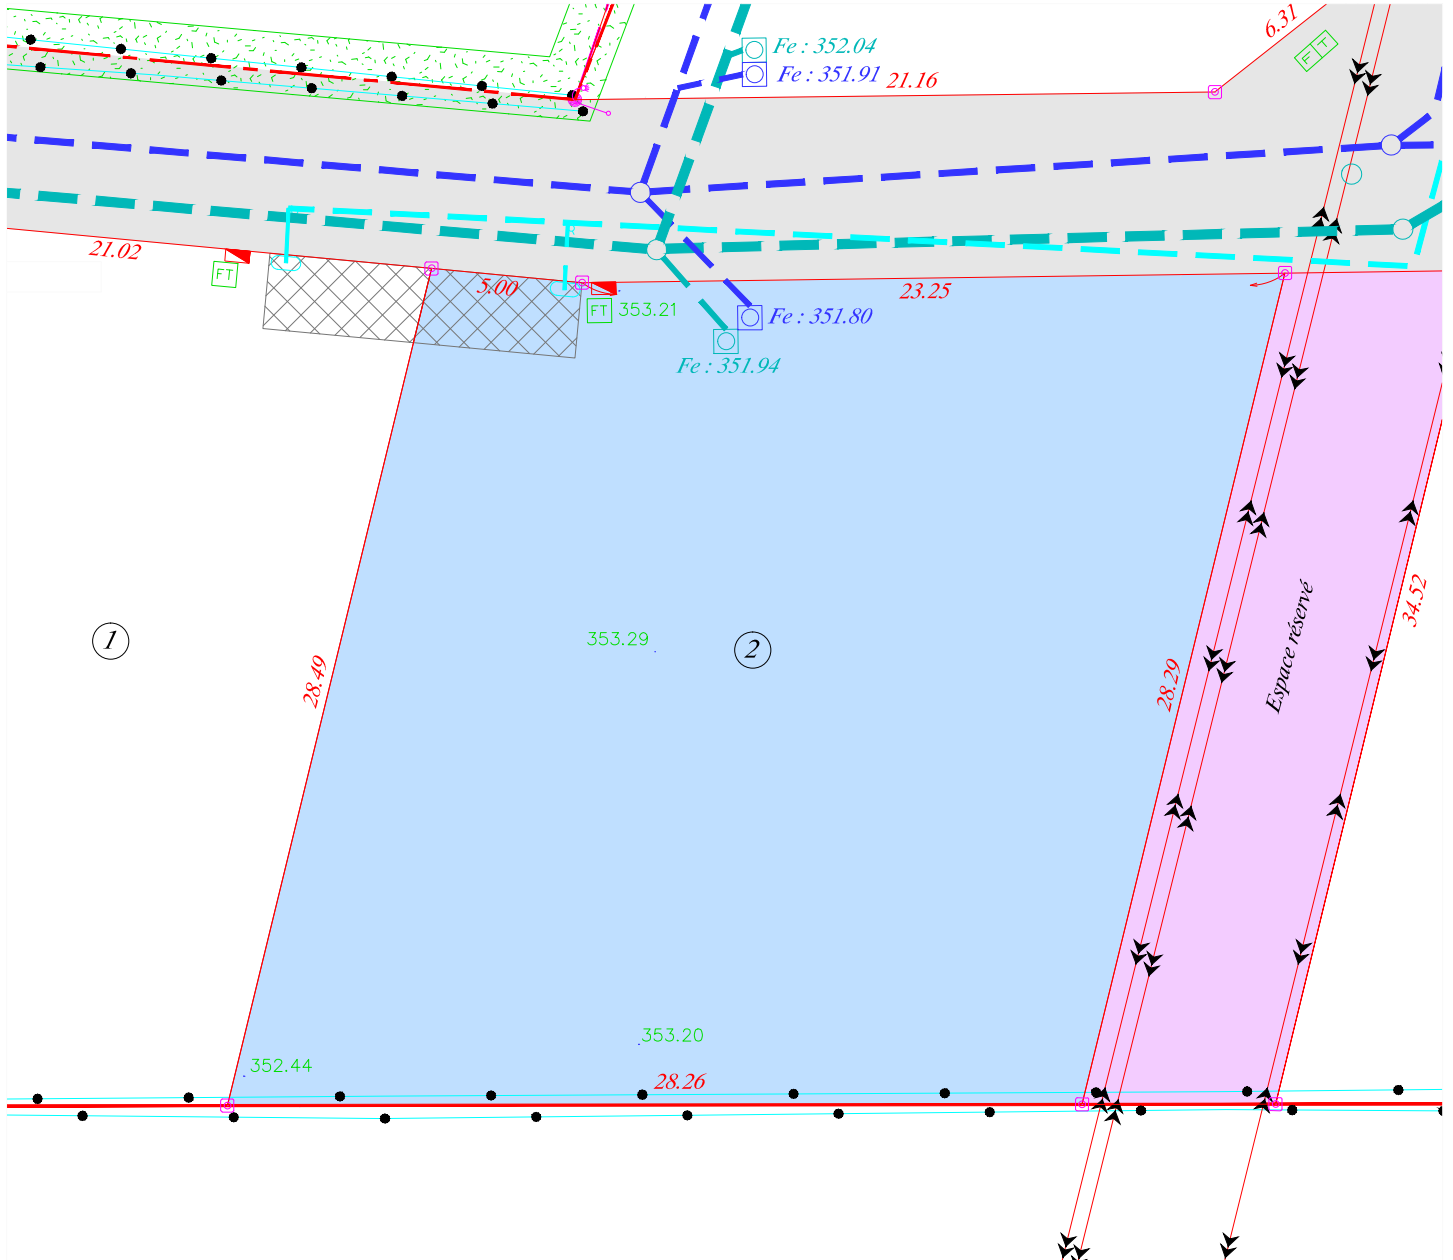 6.31
FT
Fe : 352.04
Fe : 351.91
21.16
21.02
FT
5.00
FT
353.21
23.25
Fe : 351.80
Fe : 351.94
353.29
1
2
28.49
28.29
Espace réservé
34.52
353.20
352.44
28.26